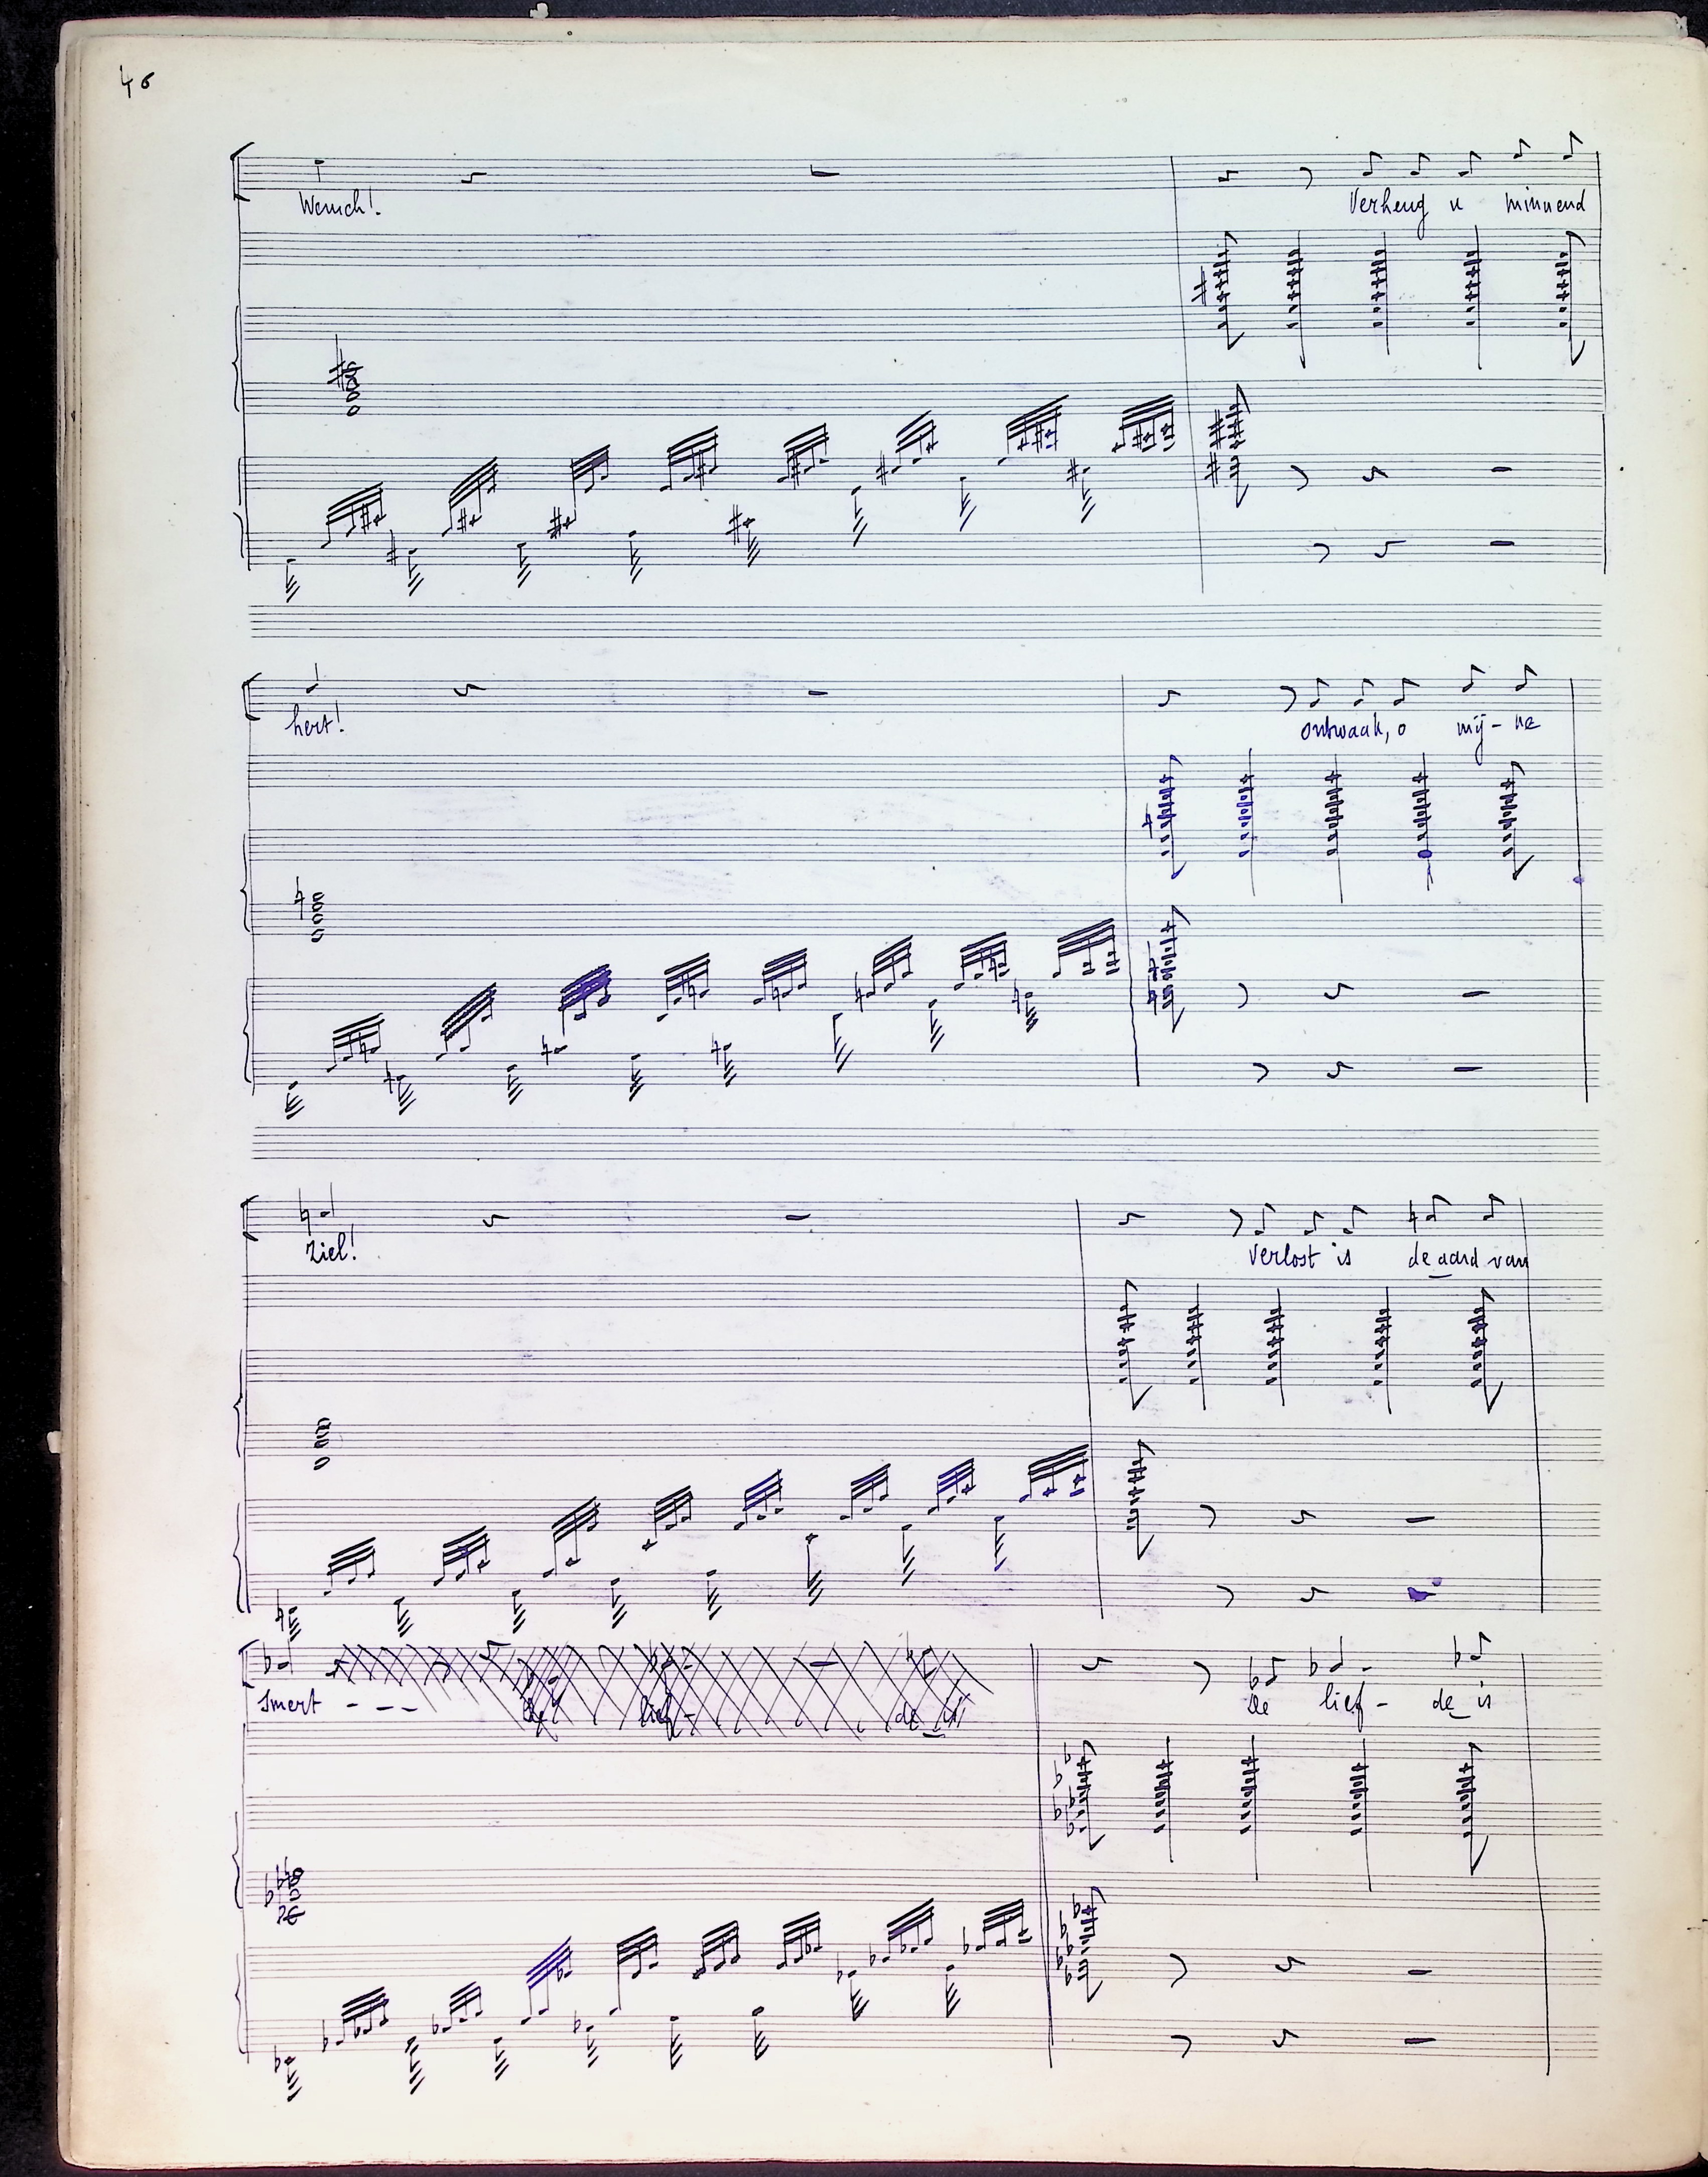 46
Wensch! Verheug u minnend
hert! ontwaak, o mij-ne
Ziel! Verlost is de aard van
smert - - - De lief - de is De lief - de is